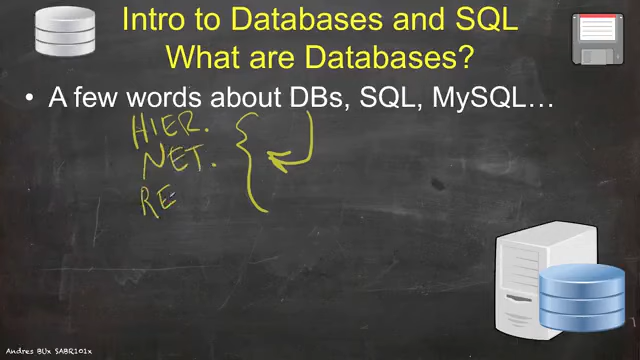 Intro to Databases and SQL
What are Databases?
• A few words about DBs, SQL, MySQL...
HIER.
NET.
RE
Andres BUx SABR101x